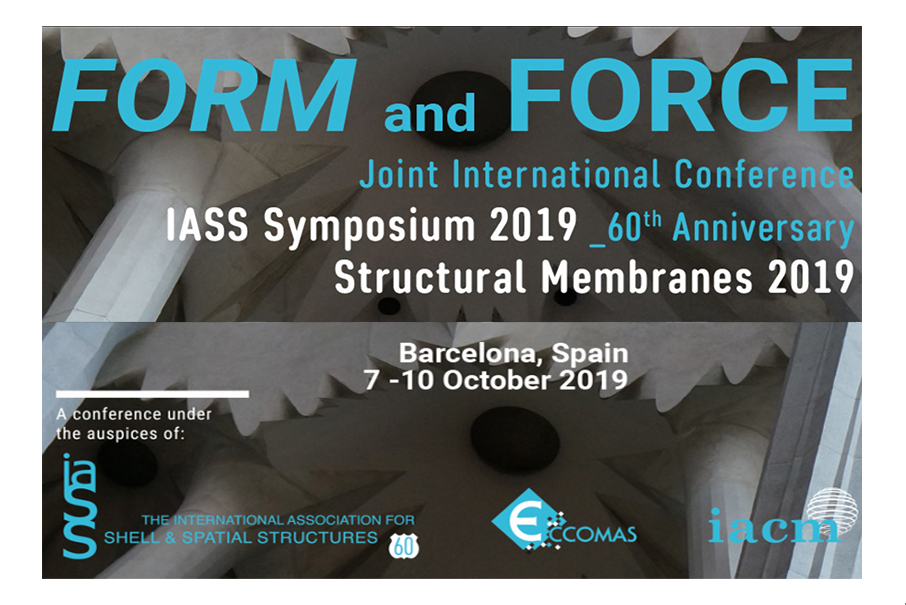 FORM and FORCE
Joint International Conference
IASS Symposium 2019 _60th Anniversary
Structural Membranes 2019
Barcelona, Spain
7 -10 October 2019
A conference under
the auspices of:
iass
THE INTERNATIONAL ASSOCIATION FOR
SHELL & SPATIAL STRUCTURES 60
ECCOMAS
iacm